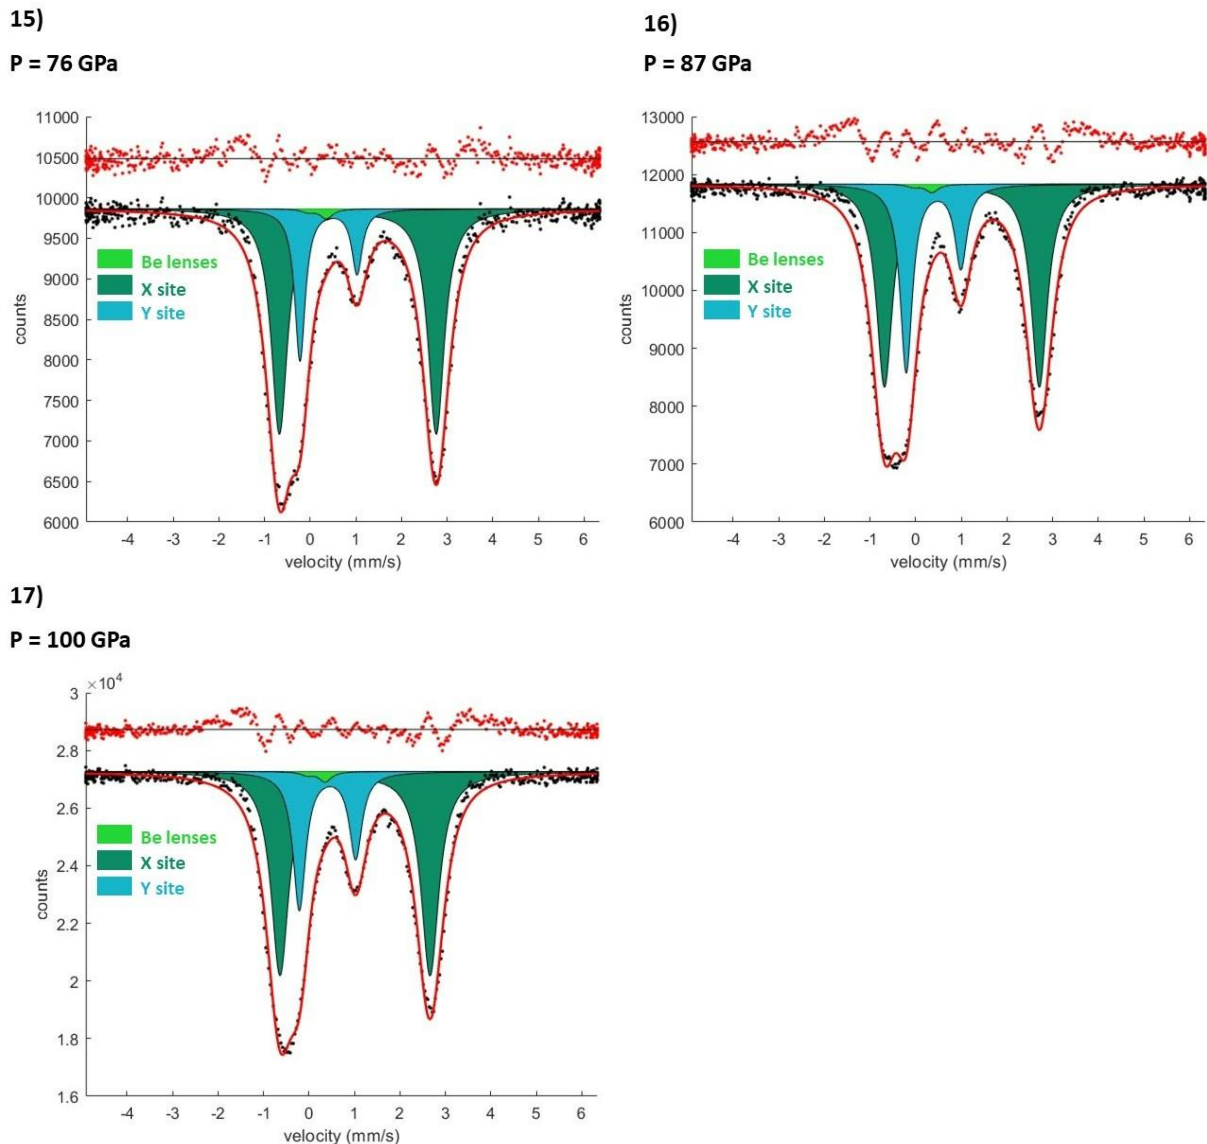 15)
P = 76 GPa
11000
10500
10000
9500
9000
8500
8000
7500
7000
6500
6000
counts
Be lenses
X site
Y site
-4 -3 -2 -1 0 1 2 3 4 5 6
velocity (mm/s)
16)
P = 87 GPa
13000
12000
11000
10000
9000
8000
7000
6000
counts
Be lenses
X site
Y site
-4 -3 -2 -1 0 1 2 3 4 5 6
velocity (mm/s)
17)
P = 100 GPa
×10⁴
3
2.8
2.6
2.4
2.2
2
1.8
1.6
counts
Be lenses
X site
Y site
-4 -3 -2 -1 0 1 2 3 4 5 6
velocity (mm/s)